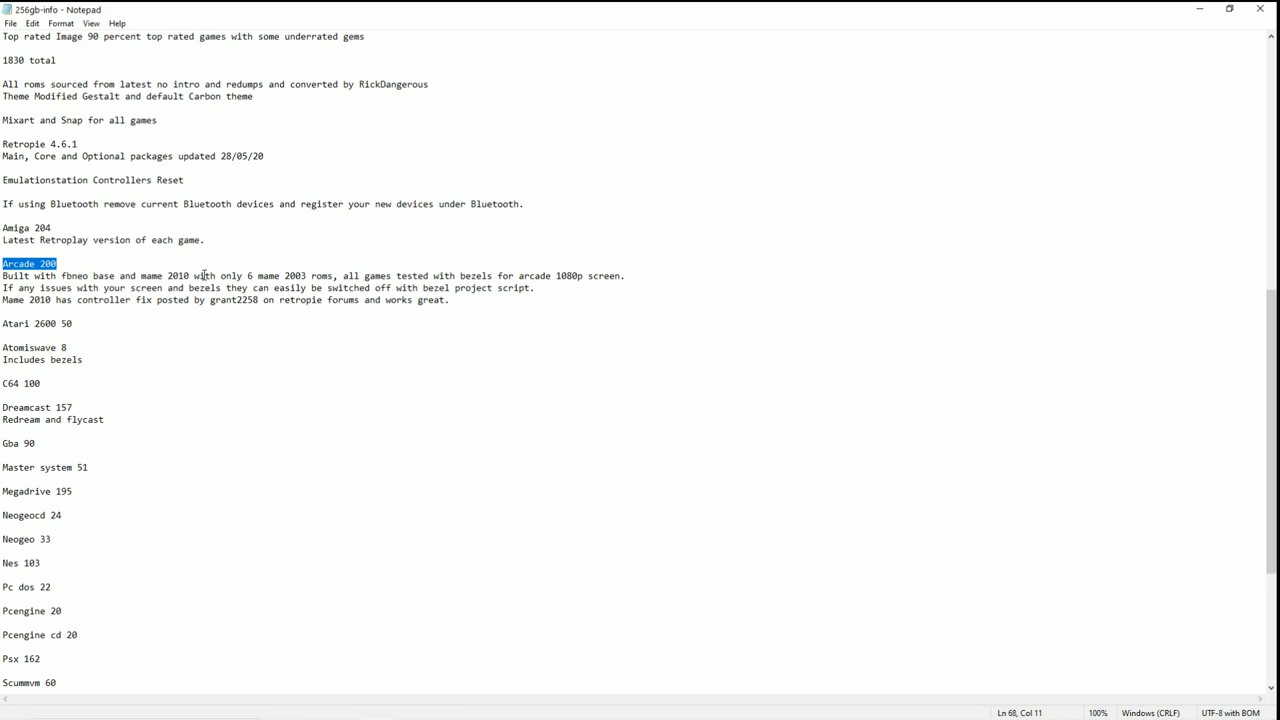 256gb-info - Notepad
File Edit Format View Help
Top rated Image 90 percent top rated games with some underrated gems
1830 total
All roms sourced from latest no intro and redumps and converted by RickDangerous
Theme Modified Gestalt and default Carbon theme
Mixart and Snap for all games
Retropie 4.6.1
Main, Core and Optional packages updated 28/05/20
Emulationstation Controllers Reset
If using Bluetooth remove current Bluetooth devices and register your new devices under Bluetooth.
Amiga 204
Latest Retroplay version of each game.
Arcade 200
Built with fbneo base and mame 2010 with only 6 mame 2003 roms, all games tested with bezels for arcade 1080p screen.
If any issues with your screen and bezels they can easily be switched off with bezel project script.
Mame 2010 has controller fix posted by grant2258 on retropie forums and works great.
Atari 2600 50
Atomiswave 8
Includes bezels
C64 100
Dreamcast 157
Redream and flycast
Gba 90
Master system 51
Megadrive 195
Neogeocd 24
Neogeo 33
Nes 103
Pc dos 22
Pcengine 20
Pcengine cd 20
Psx 162
Scummvm 60
Ln 68, Col 11 100% Windows (CRLF) UTF-8 with BOM